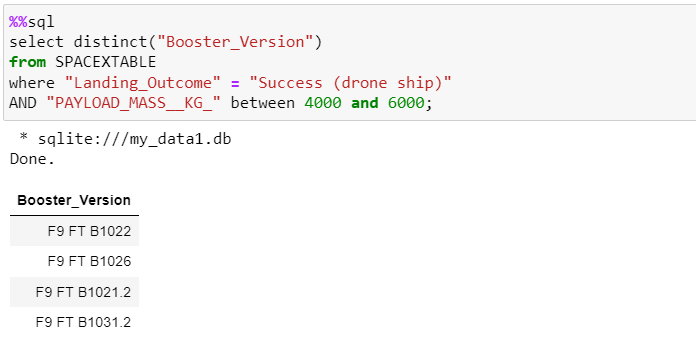 %%sql
select distinct("Booster_Version")
from SPACEXTABLE
where "Landing_Outcome" = "Success (drone ship)"
AND "PAYLOAD_MASS__KG_" between 4000 and 6000;
* sqlite:///my_data1.db
Done.
Booster_Version
F9 FT B1022
F9 FT B1026
F9 FT B1021.2
F9 FT B1031.2